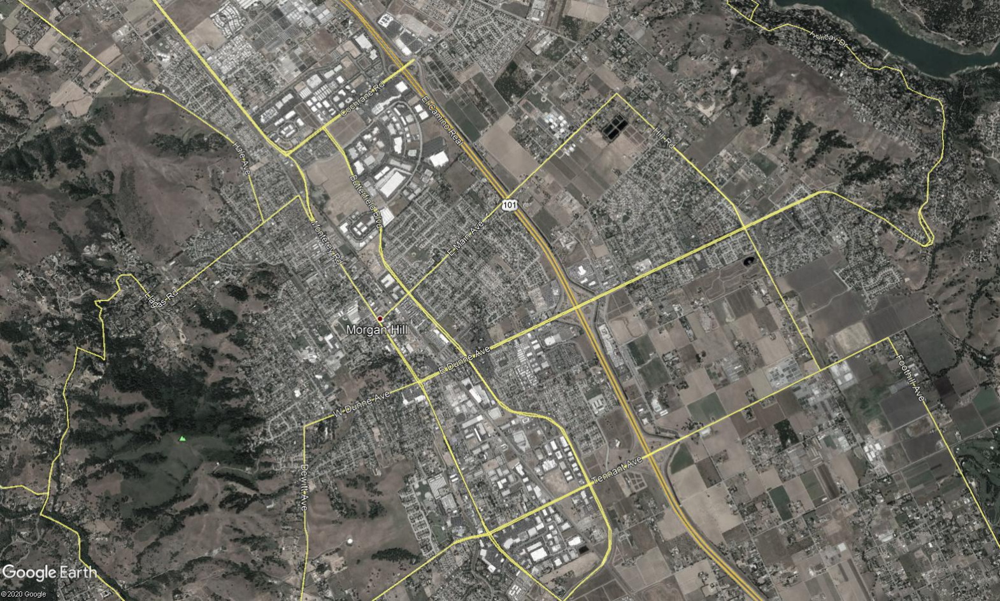 Holiday Dr
Cochrane Rd
El Camino Real
Hill Rd
Hale Ave
Butterfield Blvd
101
E Main Ave
Monterey Rd
Hagas Rd
Morgan Hill
E Dunne Ave
W Dunne Ave
Foothill Ave
Dewitt Ave
Tennant Ave
Google Earth
©2020 Google